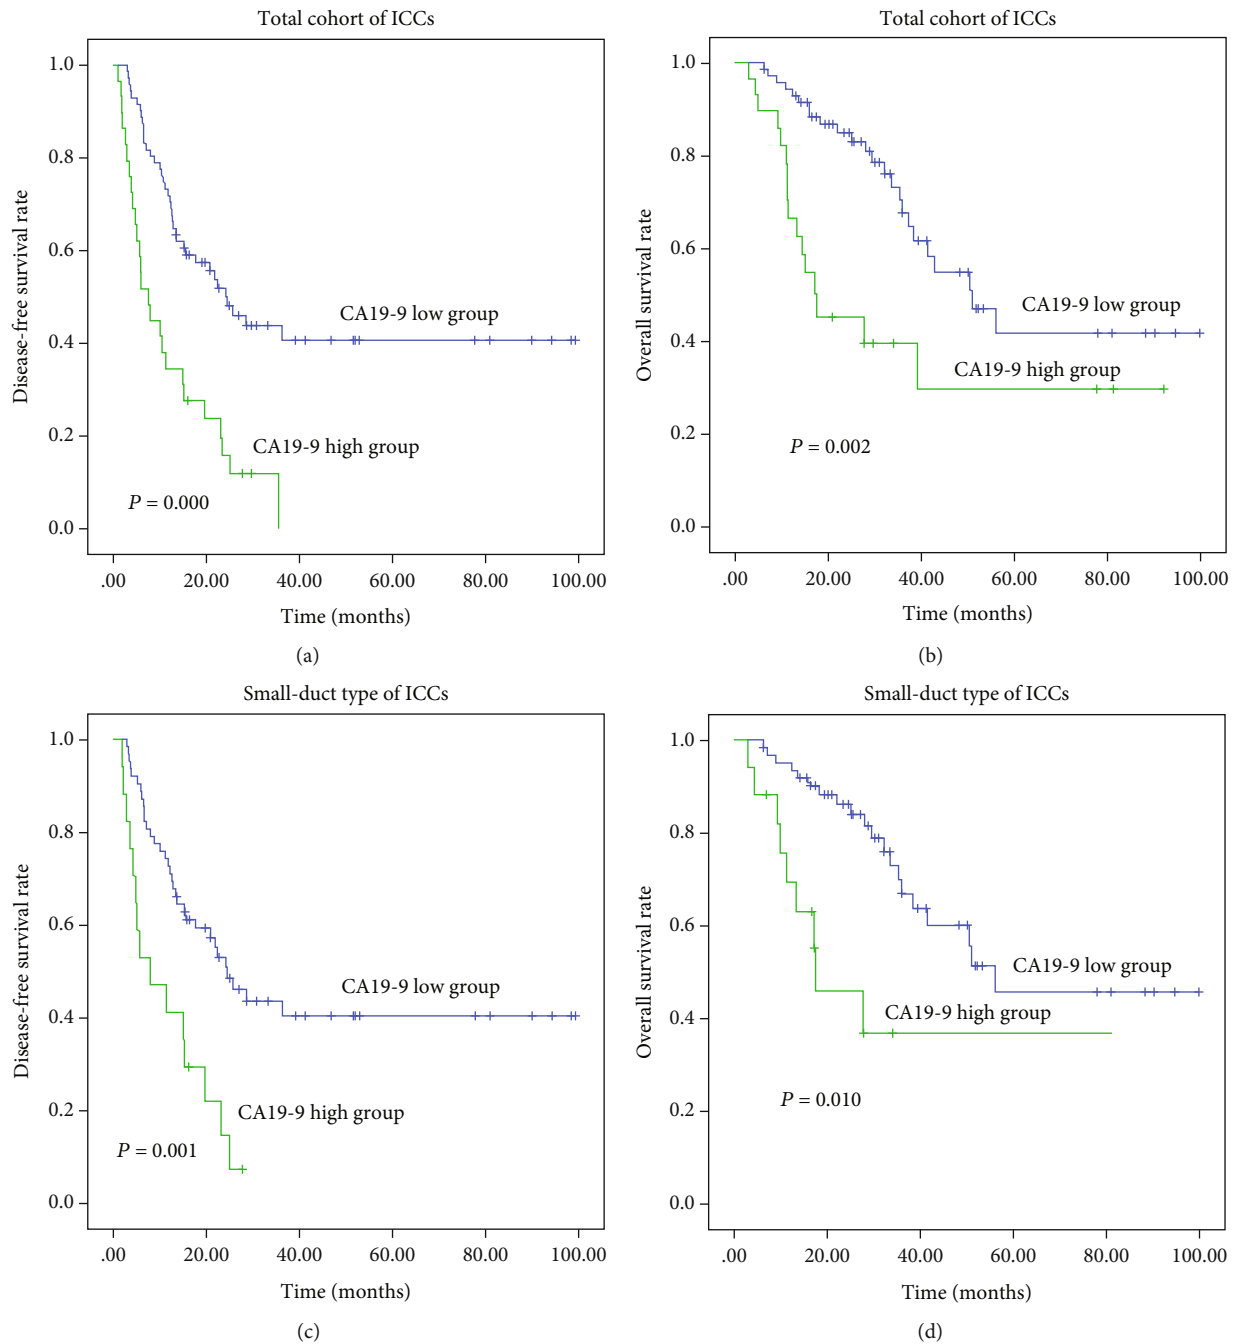 Total cohort of ICCs
1.0
0.8
0.6
0.4
0.2
0.0
Disease-free survival rate
CA19-9 low group
CA19-9 high group
P = 0.000
.00 20.00 40.00 60.00 80.00 100.00
Time (months)
(a)
Total cohort of ICCs
1.0
0.8
0.6
0.4
0.2
0.0
Overall survival rate
CA19-9 low group
CA19-9 high group
P = 0.002
.00 20.00 40.00 60.00 80.00 100.00
Time (months)
(b)
Small-duct type of ICCs
1.0
0.8
0.6
0.4
0.2
0.0
Disease-free survival rate
CA19-9 low group
CA19-9 high group
P = 0.001
.00 20.00 40.00 60.00 80.00 100.00
Time (months)
(c)
Small-duct type of ICCs
1.0
0.8
0.6
0.4
0.2
0.0
Overall survival rate
CA19-9 low group
CA19-9 high group
P = 0.010
.00 20.00 40.00 60.00 80.00 100.00
Time (months)
(d)